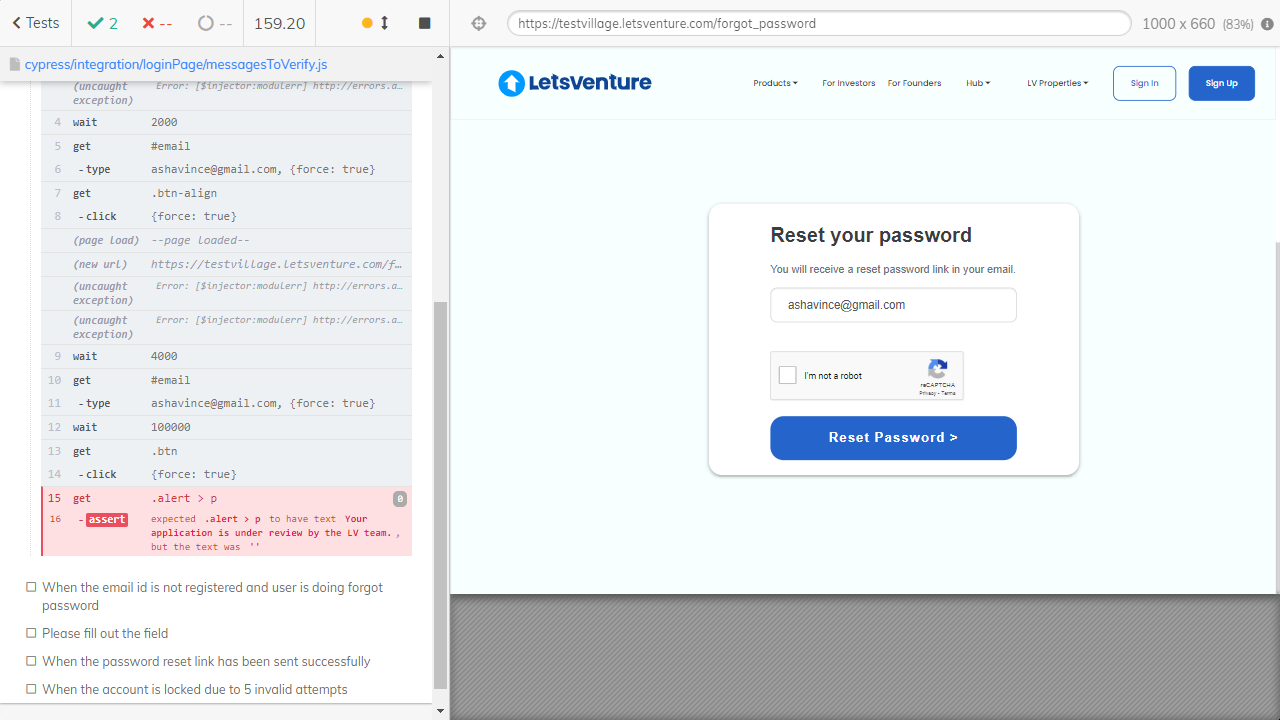 Tests
2
--
--
159.20
https://testvillage.letsventure.com/forgot_password
1000 x 660 (83%)
cypress/integration/loginPage/messagesToVerify.js
(uncaught exception) Error: [$injector:modulerr] http://errors.a…
4 wait 2000
5 get #email
6 - type ashavince@gmail.com, {force: true}
7 get .btn-align
8 - click {force: true}
(page load) --page loaded--
(new url) https://testvillage.letsventure.com/f…
(uncaught exception) Error: [$injector:modulerr] http://errors.a…
(uncaught exception) Error: [$injector:modulerr] http://errors.a…
9 wait 4000
10 get #email
11 - type ashavince@gmail.com, {force: true}
12 wait 100000
13 get .btn
14 - click {force: true}
15 get .alert > p 0
16 - assert expected .alert > p to have text Your
application is under review by the LV team. ,
but the text was ''
When the email id is not registered and user is doing forgot
password
Please fill out the field
When the password reset link has been sent successfully
When the account is locked due to 5 invalid attempts
LetsVenture
Products
For Investors
For Founders
Hub
LV Properties
Sign In
Sign Up
Reset your password
You will receive a reset password link in your email.
ashavince@gmail.com
I'm not a robot
reCAPTCHA
Privacy - Terms
Reset Password >